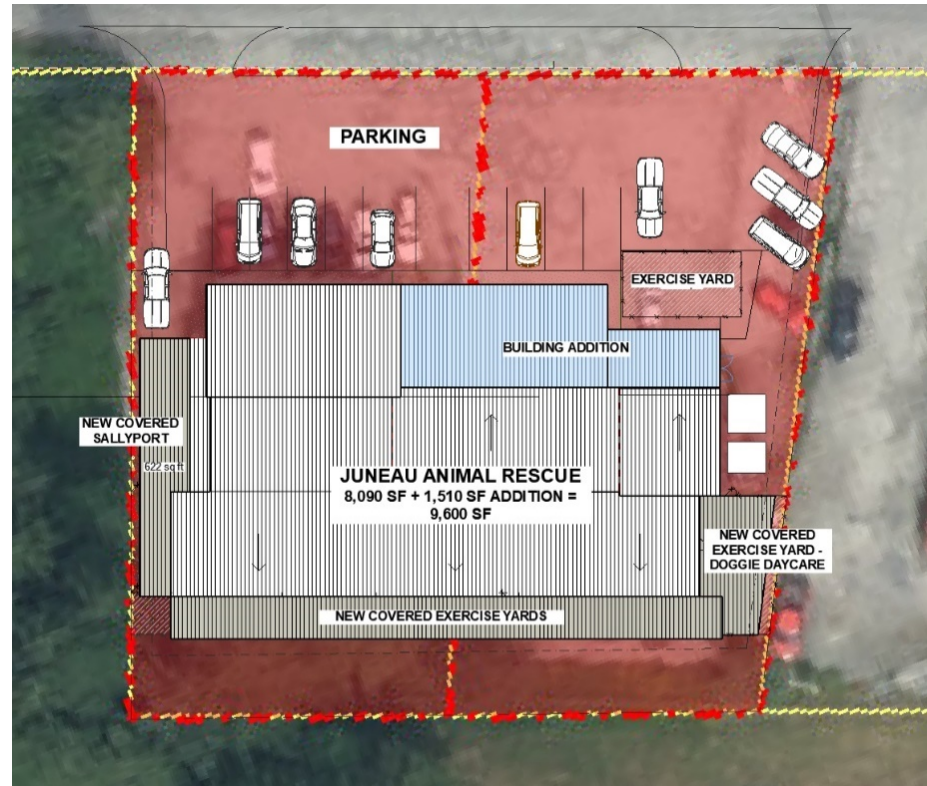 PARKING
EXERCISE YARD
BUILDING ADDITION
NEW COVERED
SALLYPORT
622 sq ft
JUNEAU ANIMAL RESCUE
8,090 SF + 1,510 SF ADDITION =
9,600 SF
NEW COVERED
EXERCISE YARD -
DOGGIE DAYCARE
NEW COVERED EXERCISE YARDS